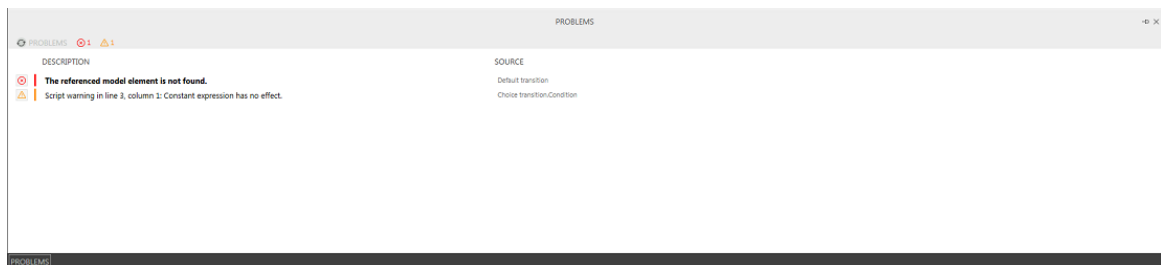 PROBLEMS
PROBLEMS 1 1
DESCRIPTION SOURCE
The referenced model element is not found. Default transition
Script warning in line 3, column 1: Constant expression has no effect. Choice transition.Condition
PROBLEMS